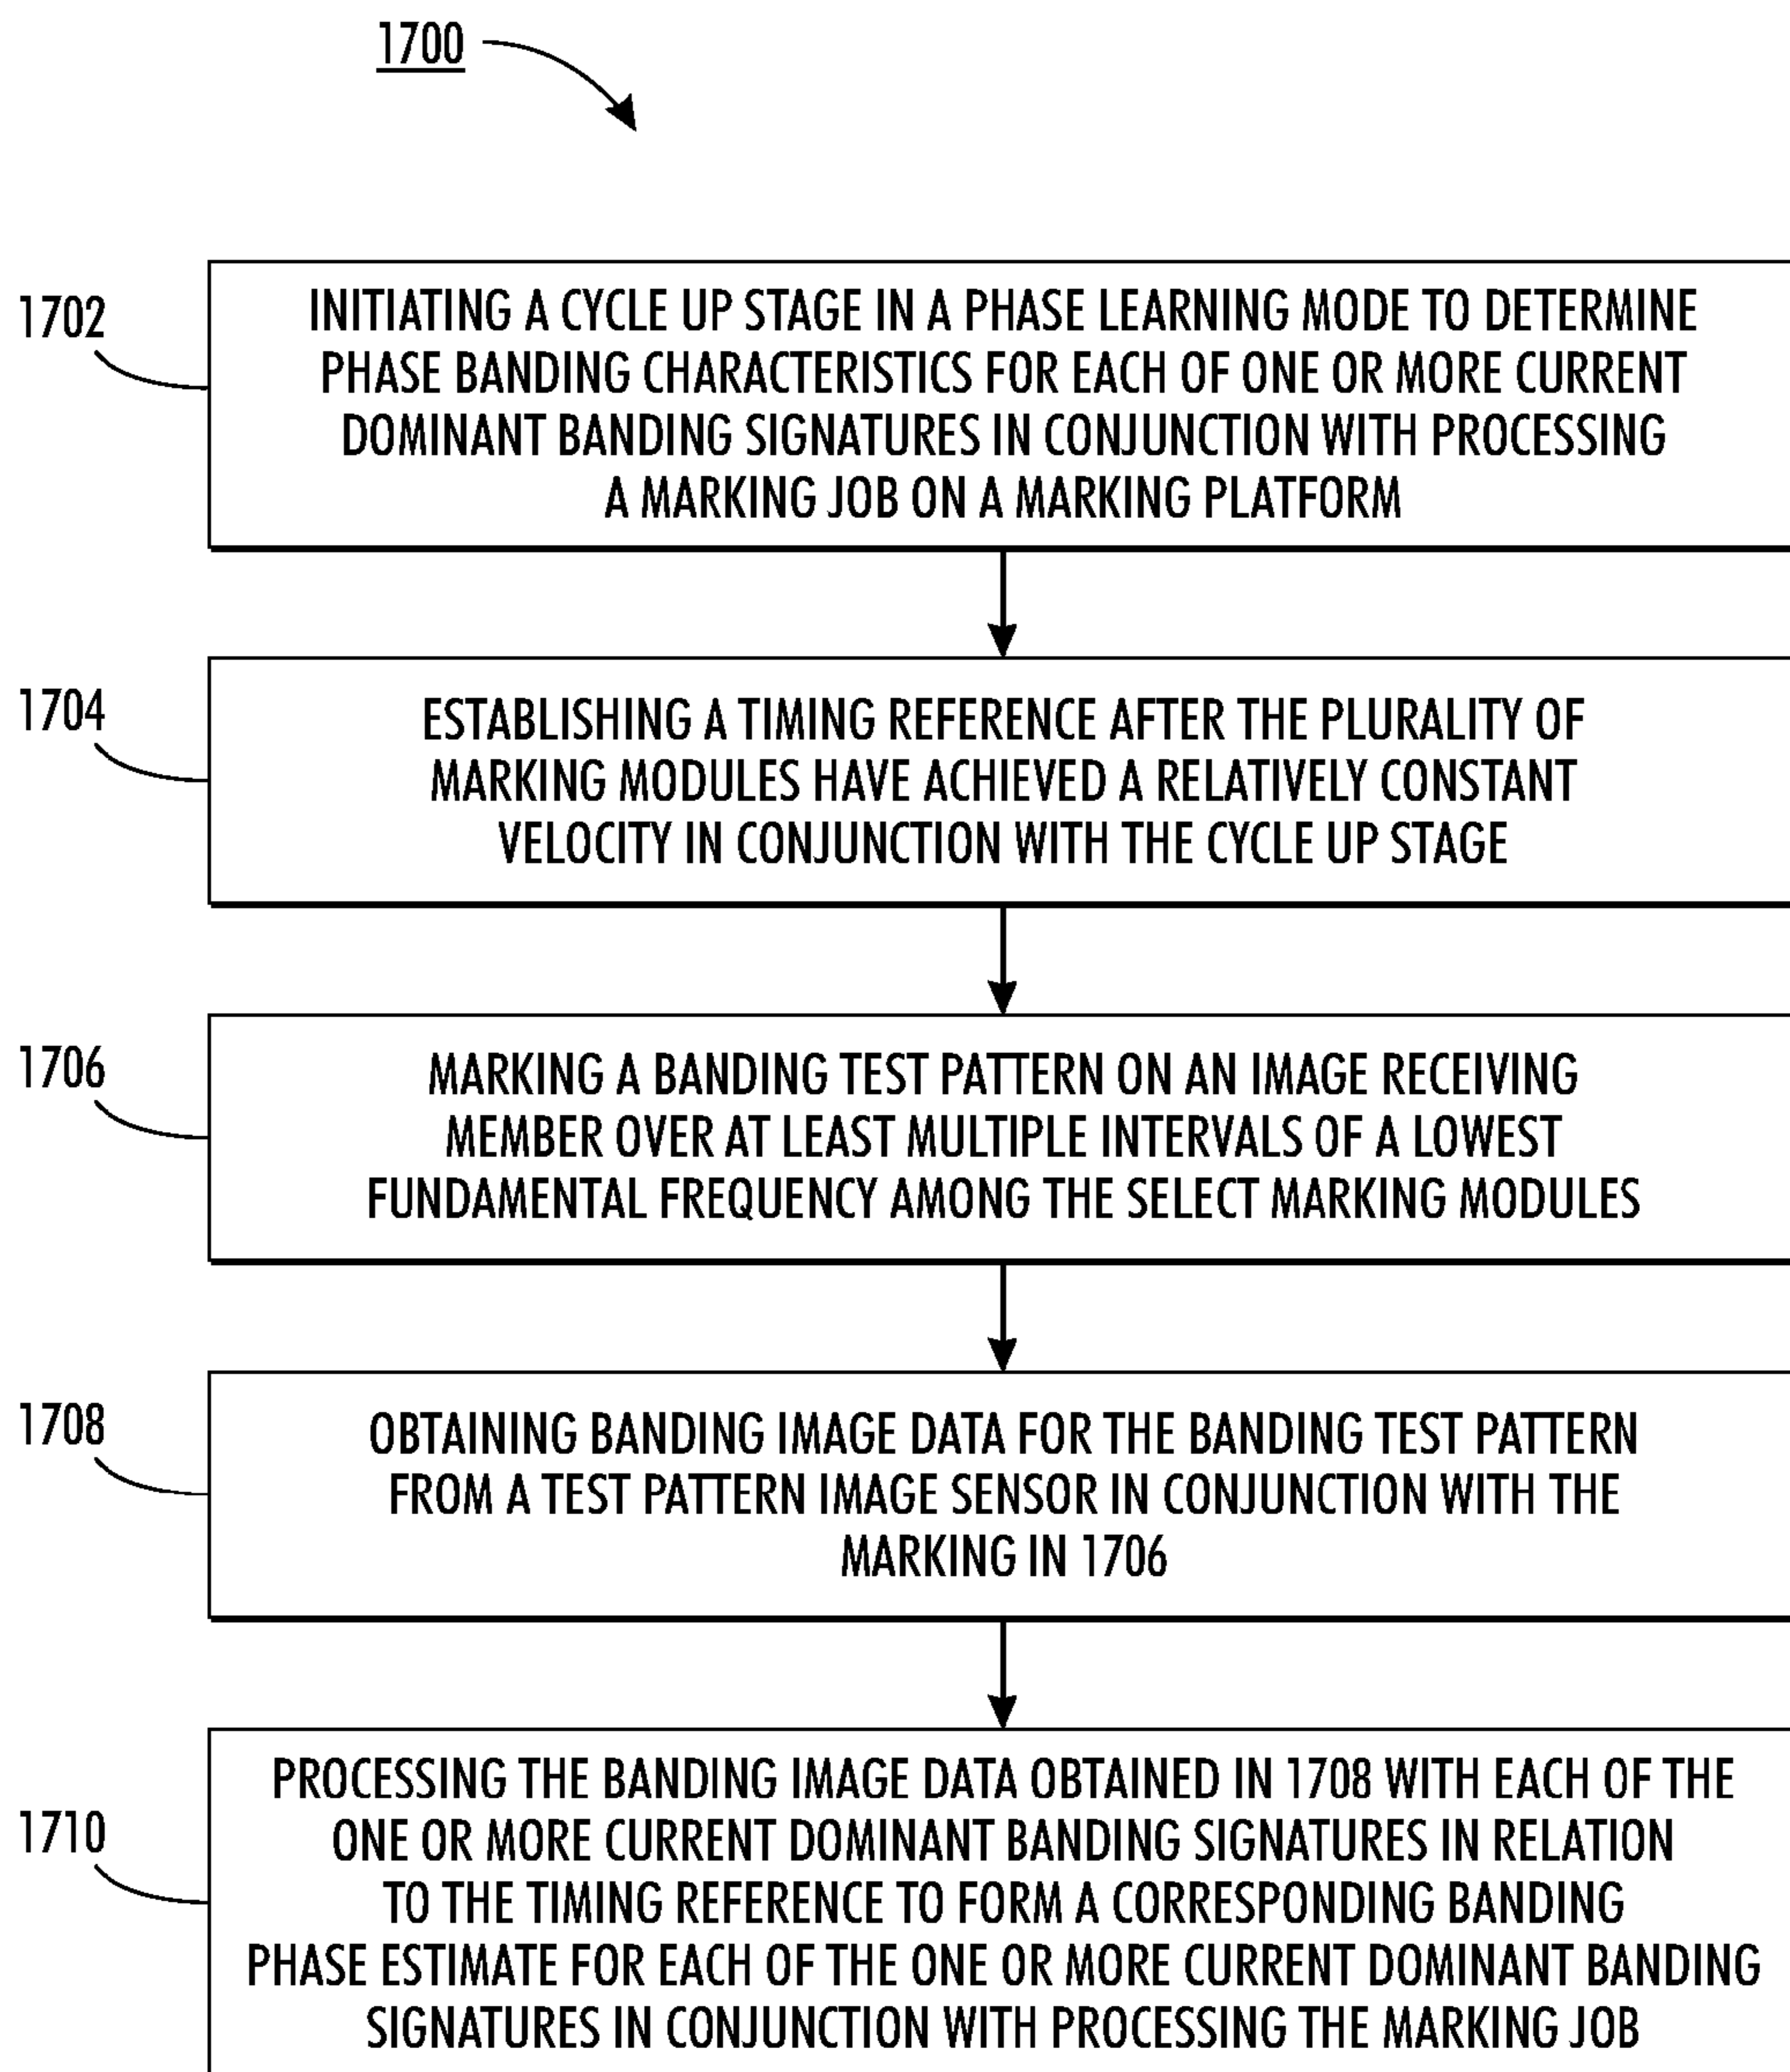 1700
1702
INITIATING A CYCLE UP STAGE IN A PHASE LEARNING MODE TO DETERMINE
PHASE BANDING CHARACTERISTICS FOR EACH OF ONE OR MORE CURRENT
DOMINANT BANDING SIGNATURES IN CONJUNCTION WITH PROCESSING
A MARKING JOB ON A MARKING PLATFORM
1704
ESTABLISHING A TIMING REFERENCE AFTER THE PLURALITY OF
MARKING MODULES HAVE ACHIEVED A RELATIVELY CONSTANT
VELOCITY IN CONJUNCTION WITH THE CYCLE UP STAGE
1706
MARKING A BANDING TEST PATTERN ON AN IMAGE RECEIVING
MEMBER OVER AT LEAST MULTIPLE INTERVALS OF A LOWEST
FUNDAMENTAL FREQUENCY AMONG THE SELECT MARKING MODULES
1708
OBTAINING BANDING IMAGE DATA FOR THE BANDING TEST PATTERN
FROM A TEST PATTERN IMAGE SENSOR IN CONJUNCTION WITH THE
MARKING IN 1706
1710
PROCESSING THE BANDING IMAGE DATA OBTAINED IN 1708 WITH EACH OF THE
ONE OR MORE CURRENT DOMINANT BANDING SIGNATURES IN RELATION
TO THE TIMING REFERENCE TO FORM A CORRESPONDING BANDING
PHASE ESTIMATE FOR EACH OF THE ONE OR MORE CURRENT DOMINANT BANDING
SIGNATURES IN CONJUNCTION WITH PROCESSING THE MARKING JOB